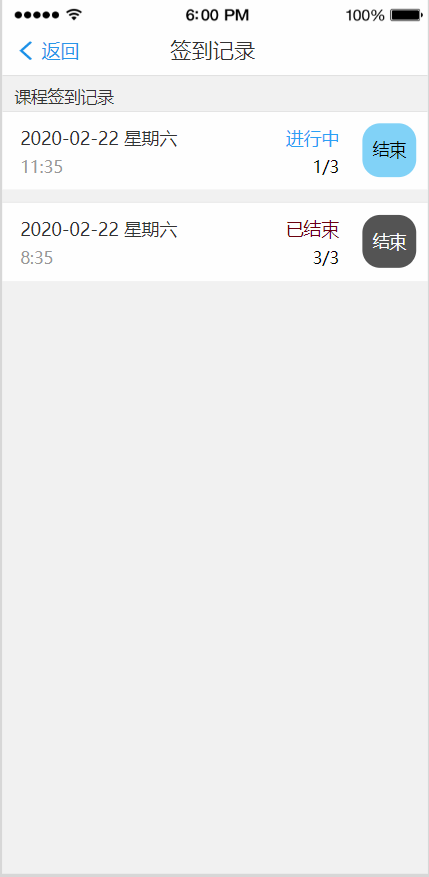 6:00 PM 100%
返回 签到记录
课程签到记录
2020-02-22 星期六 进行中
11:35 1/3
结束
2020-02-22 星期六 已结束
8:35 3/3
结束